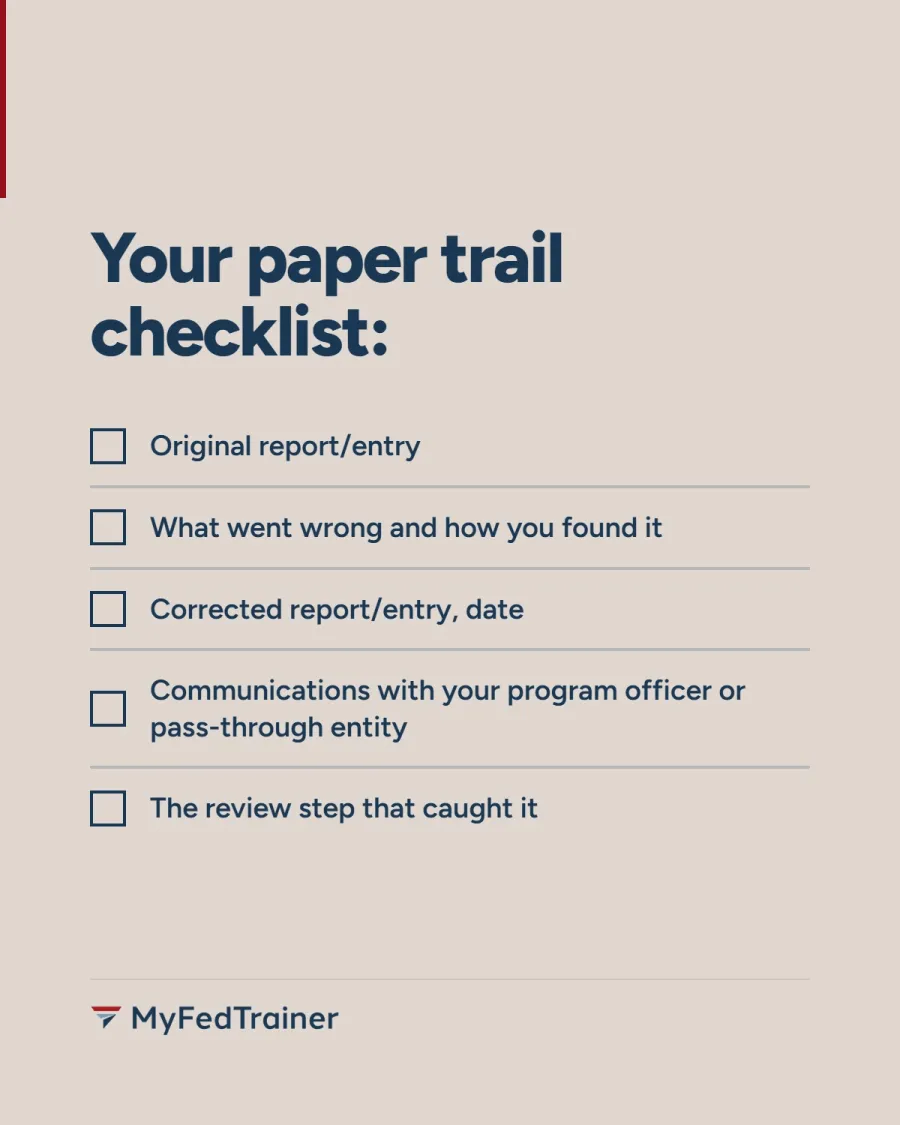 Your paper trail
checklist:
Original report/entry
What went wrong and how you found it
Corrected report/entry, date
Communications with your program officer or
pass-through entity
The review step that caught it
MyFedTrainer